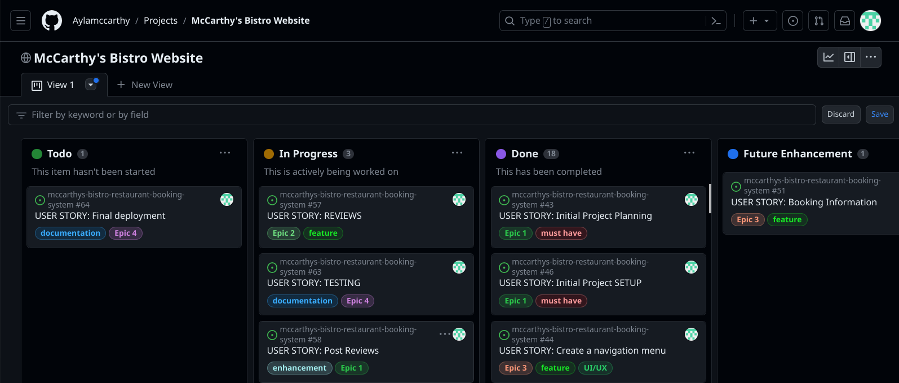 Aylamccarthy / Projects / McCarthy's Bistro Website
Type / to search
McCarthy's Bistro Website
View 1
New View
Filter by keyword or by field
Discard
Save
Todo 1
This item hasn't been started
mccarthys-bistro-restaurant-booking-
system #64
USER STORY: Final deployment
documentation Epic 4
In Progress 3
This is actively being worked on
mccarthys-bistro-restaurant-booking-
system #57
USER STORY: REVIEWS
Epic 2 feature
mccarthys-bistro-restaurant-booking-
system #63
USER STORY: TESTING
documentation Epic 4
mccarthys-bistro-restaurant-booking-
system #58
USER STORY: Post Reviews
enhancement Epic 1
Done 18
This has been completed
mccarthys-bistro-restaurant-booking-
system #43
USER STORY: Initial Project Planning
Epic 1 must have
mccarthys-bistro-restaurant-booking-
system #46
USER STORY: Initial Project SETUP
Epic 1 must have
mccarthys-bistro-restaurant-booking-
system #44
USER STORY: Create a navigation menu
Epic 3 feature UI/UX
Future Enhancement 1
mccarthys-bistro-restaurant-booking-
system #51
USER STORY: Booking Information
Epic 3 feature